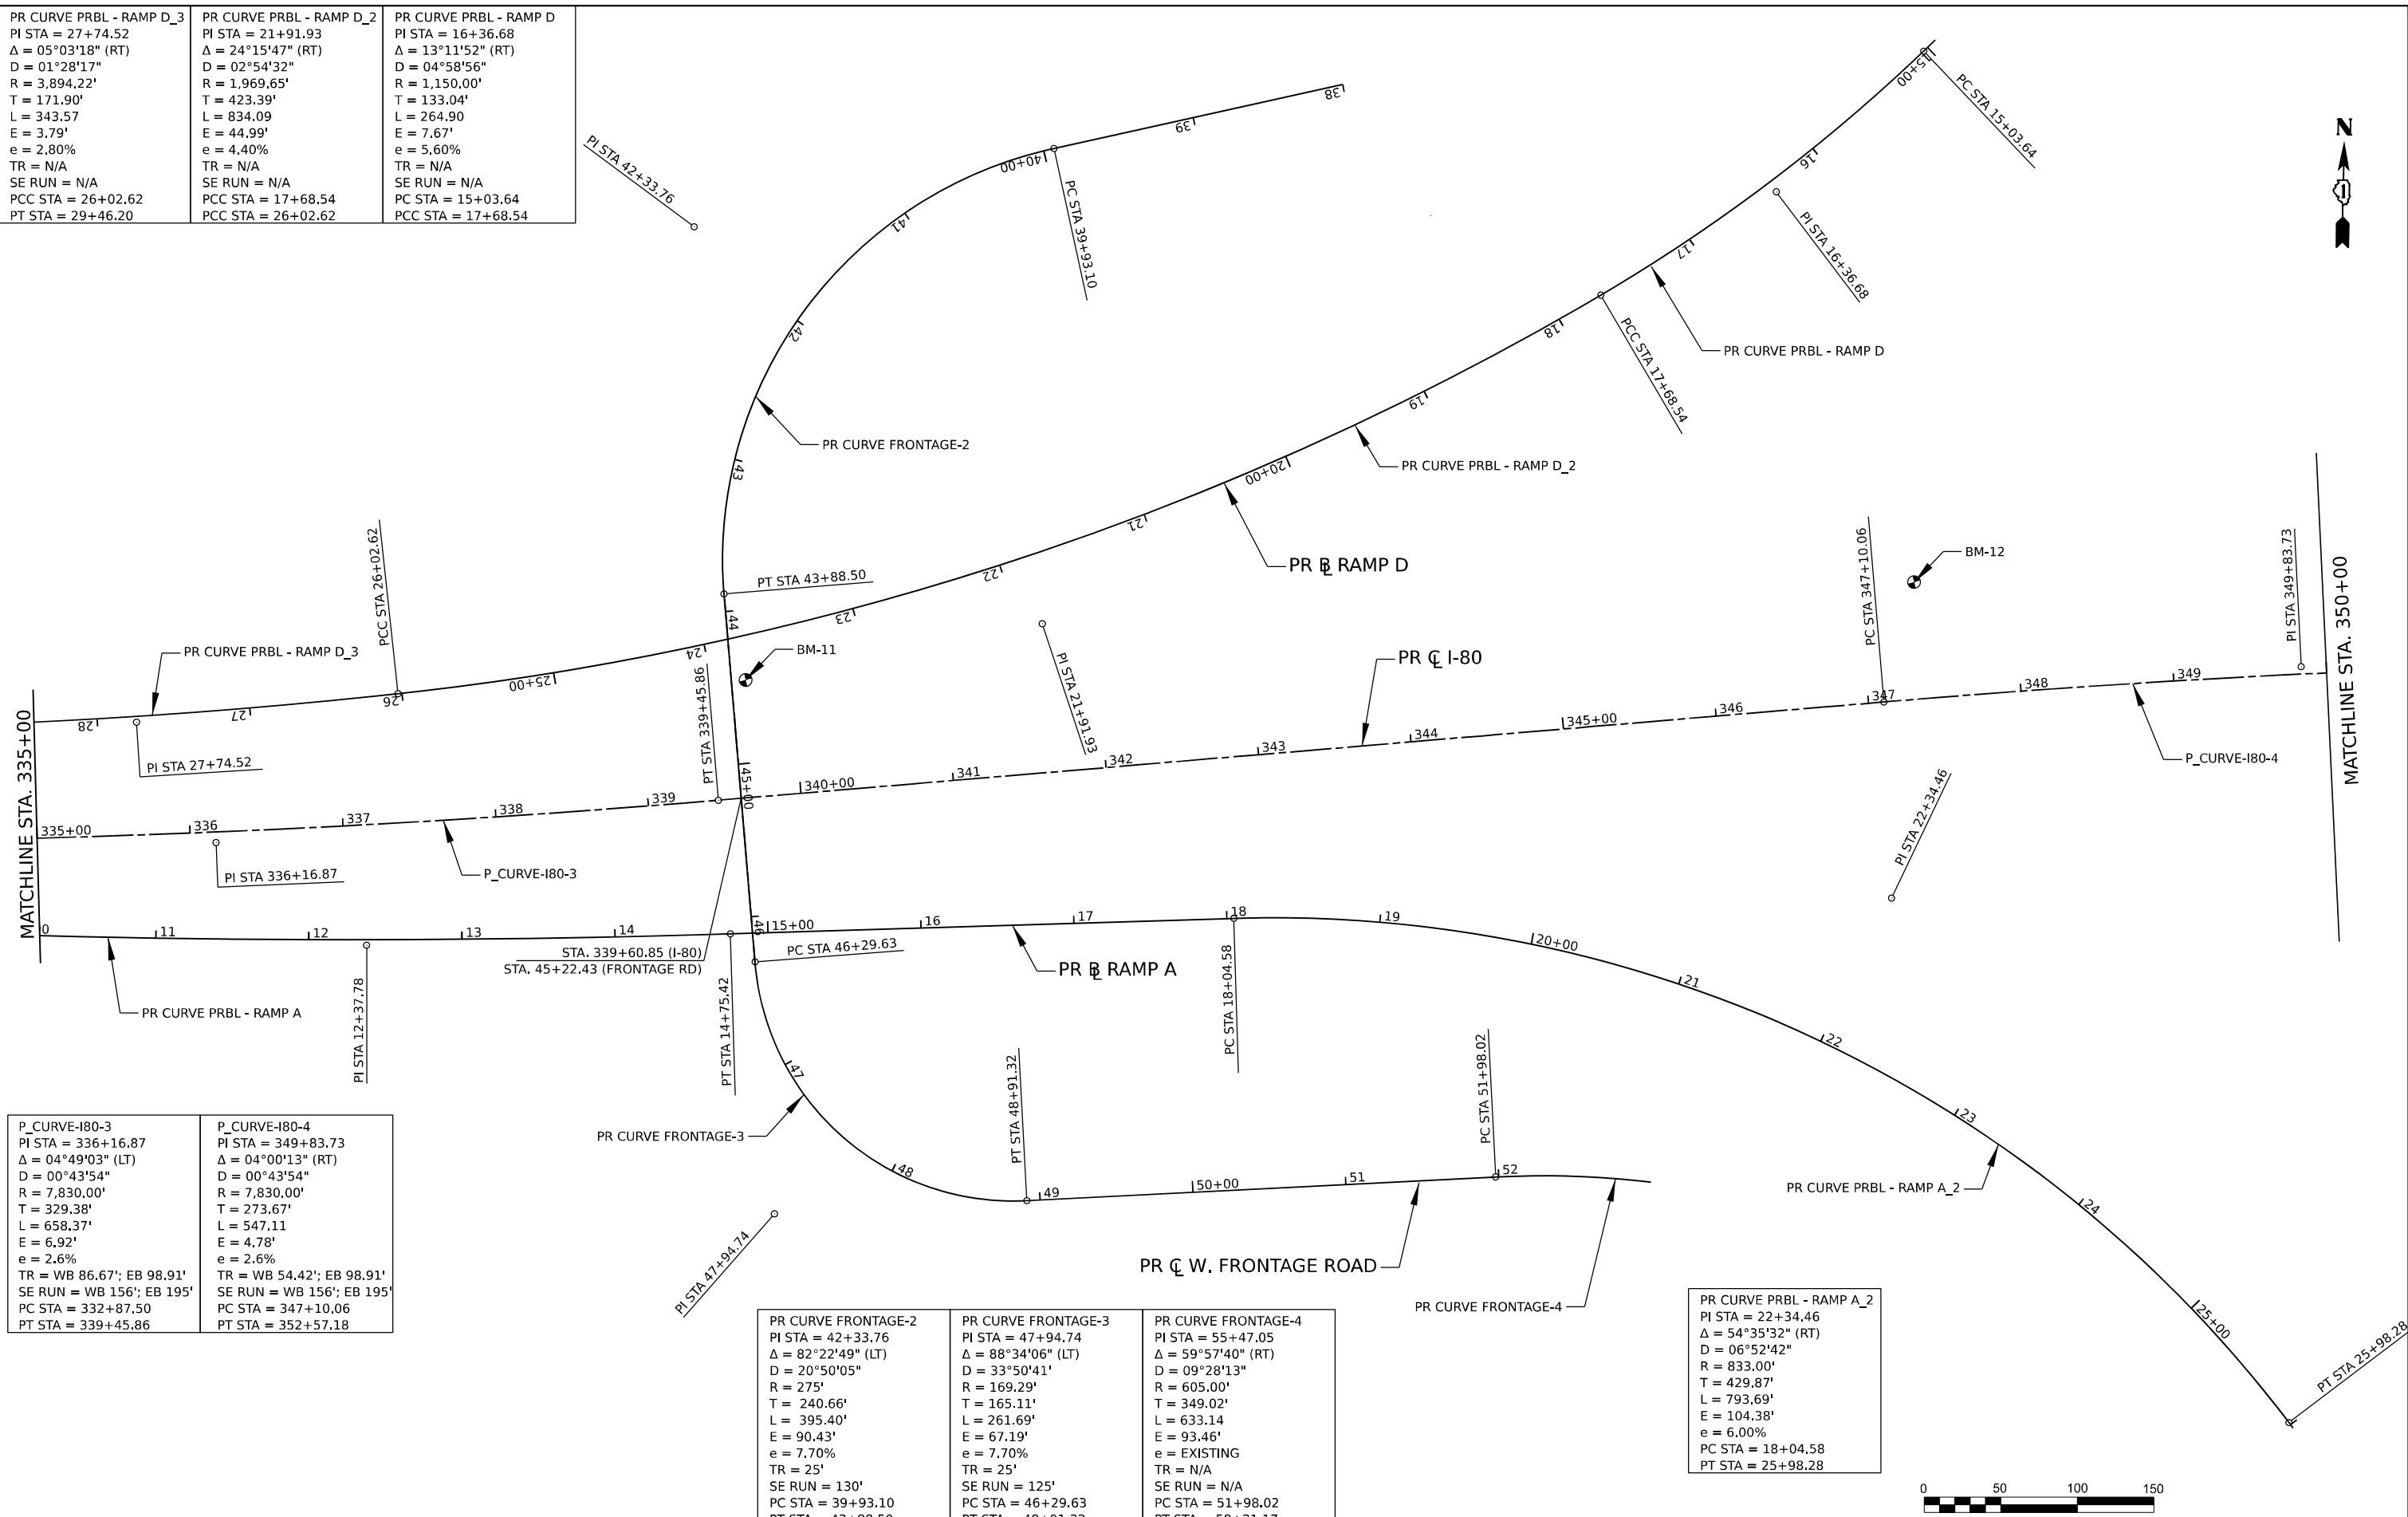 PR CURVE PRBL - RAMP D_3
PI STA = 27+74.52
Δ = 05°03'18" (RT)
D = 01°28'17"
R = 3,894.22'
T = 171.90'
L = 343.57
E = 3.79'
e = 2.80%
TR = N/A
SE RUN = N/A
PCC STA = 26+02.62
PT STA = 29+46.20
PR CURVE PRBL - RAMP D_2
PI STA = 21+91.93
Δ = 24°15'47" (RT)
D = 02°54'32"
R = 1,969.65'
T = 423.39'
L = 834.09
E = 44.99'
e = 4.40%
TR = N/A
SE RUN = N/A
PCC STA = 17+68.54
PCC STA = 26+02.62
PR CURVE PRBL - RAMP D
PI STA = 16+36.68
Δ = 13°11'52" (RT)
D = 04°58'56"
R = 1,150.00'
T = 133.04'
L = 264.90
E = 7.67'
e = 5.60%
TR = N/A
SE RUN = N/A
PC STA = 15+03.64
PCC STA = 17+68.54
PI STA 42+33.76
38
39
40+00
41
42
43
44
45+00
46
47
48
49
50+00
51
52
PC STA 39+93.10
PR CURVE FRONTAGE-2
PT STA 43+88.50
15+00
16
17
18
19
20+00
21
22
23
24
25+00
26
27
28
PC STA 15+03.64
PI STA 16+36.68
PCC STA 17+68.54
PR CURVE PRBL - RAMP D
PR CURVE PRBL - RAMP D_2
PR BL RAMP D
N
1
BM-12
PC STA 347+10.06
PI STA 349+83.73
MATCHLINE STA. 350+00
PCC STA 26+02.62
PR CURVE PRBL - RAMP D_3
PI STA 27+74.52
BM-11
PT STA 339+45.86
PI STA 21+91.93
PR CL I-80
MATCHLINE STA. 335+00
335+00
336
337
338
339
340+00
341
342
343
344
345+00
346
347
348
349
P_CURVE-I80-4
PI STA 336+16.87
P_CURVE-I80-3
PI STA 22+34.46
0
11
12
13
14
15+00
16
17
18
19
20+00
21
22
23
24
25+00
STA. 339+60.85 (I-80)
STA. 45+22.43 (FRONTAGE RD)
PC STA 46+29.63
PR BL RAMP A
PR CURVE PRBL - RAMP A
PI STA 12+37.78
PT STA 14+75.42
PC STA 18+04.58
PT STA 48+91.32
PC STA 51+98.02
PR CURVE FRONTAGE-3
PI STA 47+94.74
PR CL W. FRONTAGE ROAD
PR CURVE FRONTAGE-4
PR CURVE PRBL - RAMP A_2
PT STA 25+98.28
P_CURVE-I80-3
PI STA = 336+16.87
Δ = 04°49'03" (LT)
D = 00°43'54"
R = 7,830.00'
T = 329.38'
L = 658.37'
E = 6.92'
e = 2.6%
TR = WB 86.67'; EB 98.91'
SE RUN = WB 156'; EB 195'
PC STA = 332+87.50
PT STA = 339+45.86
P_CURVE-I80-4
PI STA = 349+83.73
Δ = 04°00'13" (RT)
D = 00°43'54"
R = 7,830.00'
T = 273.67'
L = 547.11
E = 4.78'
e = 2.6%
TR = WB 54.42'; EB 98.91'
SE RUN = WB 156'; EB 195'
PC STA = 347+10.06
PT STA = 352+57.18
PR CURVE FRONTAGE-2
PI STA = 42+33.76
Δ = 82°22'49" (LT)
D = 20°50'05"
R = 275'
T = 240.66'
L = 395.40'
E = 90.43'
e = 7.70%
TR = 25'
SE RUN = 130'
PC STA = 39+93.10
PT STA = 43+88.50
PR CURVE FRONTAGE-3
PI STA = 47+94.74
Δ = 88°34'06" (LT)
D = 33°50'41"
R = 169.29'
T = 165.11'
L = 261.69'
E = 67.19'
e = 7.70%
TR = 25'
SE RUN = 125'
PC STA = 46+29.63
PT STA = 48+91.32
PR CURVE FRONTAGE-4
PI STA = 55+47.05
Δ = 59°57'40" (RT)
D = 09°28'13"
R = 605.00'
T = 349.02'
L = 633.14
E = 93.46'
e = EXISTING
TR = N/A
SE RUN = N/A
PC STA = 51+98.02
PT STA = 58+31.17
PR CURVE PRBL - RAMP A_2
PI STA = 22+34.46
Δ = 54°35'32" (RT)
D = 06°52'42"
R = 833.00'
T = 429.87'
L = 793.69'
E = 104.38'
e = 6.00%
PC STA = 18+04.58
PT STA = 25+98.28
0 50 100 150